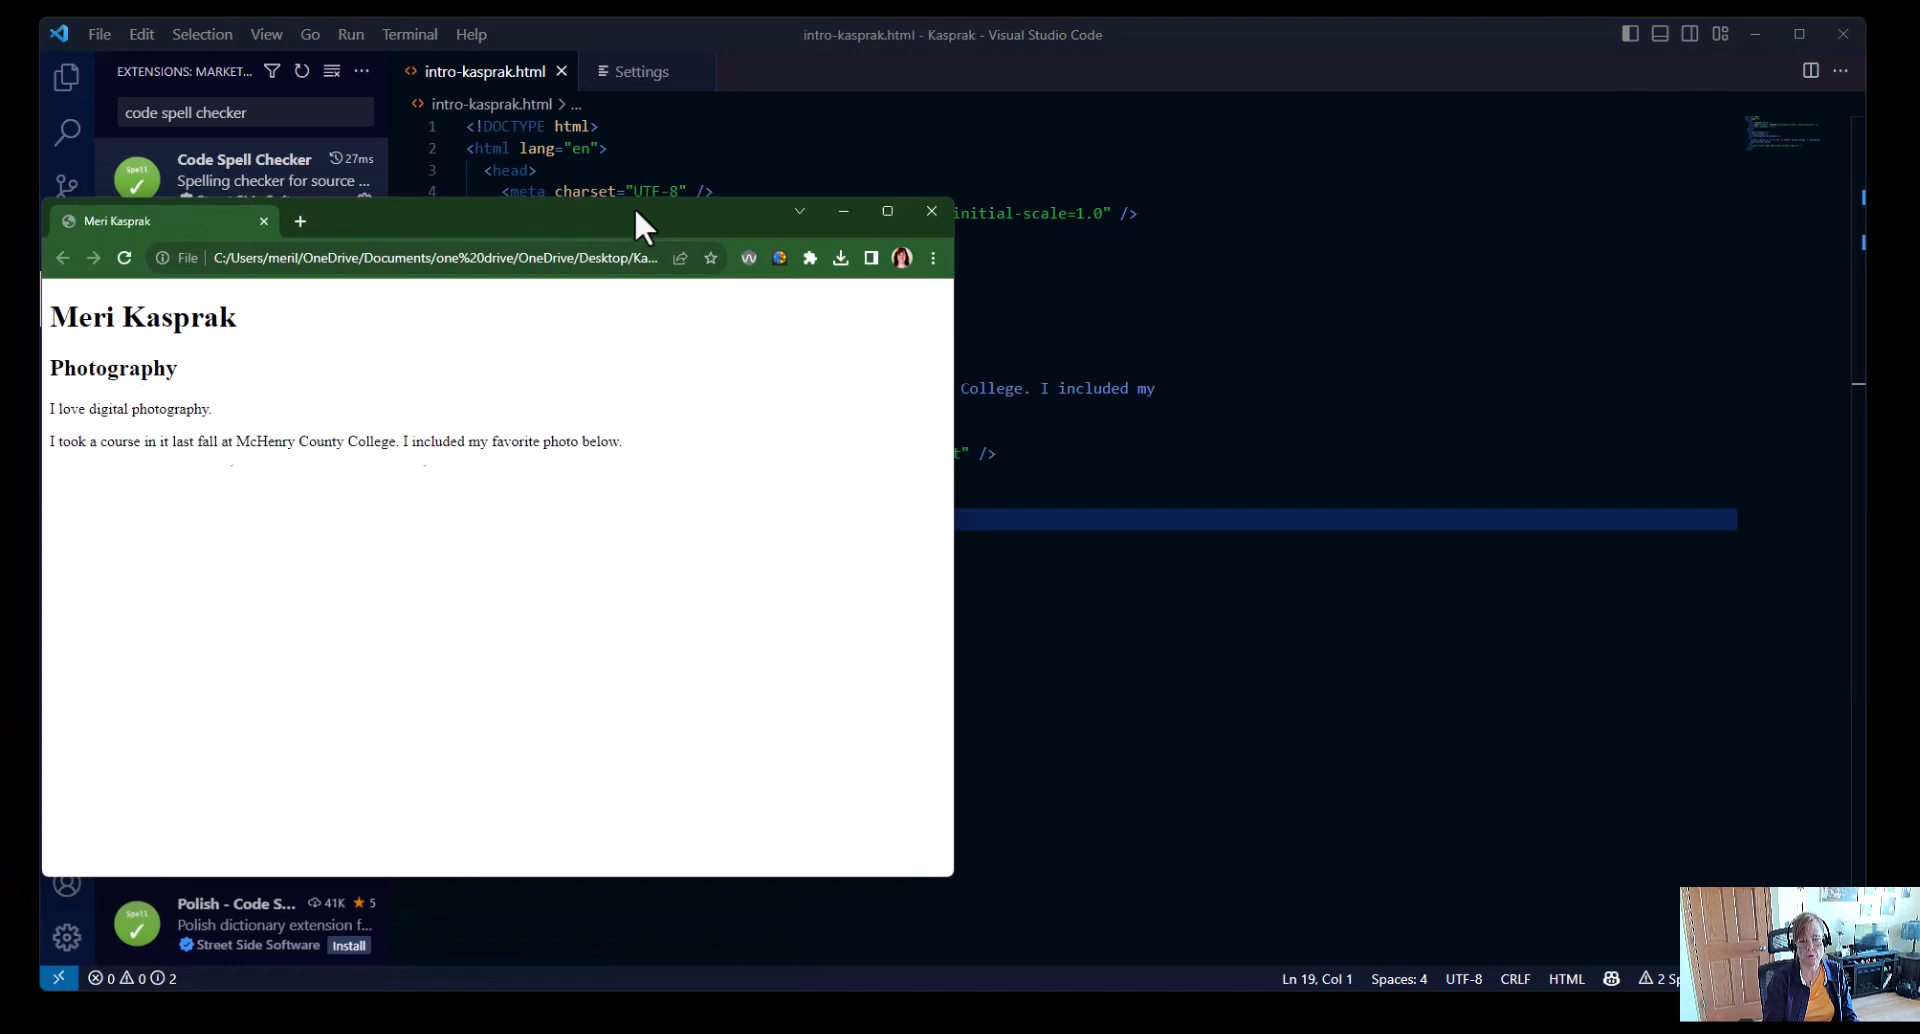 File Edit Selection View Go Run Terminal Help
intro-kasprak.html - Kasprak - Visual Studio Code
EXTENSIONS: MARKET...
intro-kasprak.html
Settings
code spell checker
intro-kasprak.html > ...
1 <!DOCTYPE html>
2 <html lang="en">
3 <head>
4 <meta charset="UTF-8" />
initial-scale=1.0" />
College. I included my
t" />
Spell
Code Spell Checker 27ms
Spelling checker for source ...
Meri Kasprak
File C:/Users/meril/OneDrive/Documents/one%20drive/OneDrive/Desktop/Ka...
Meri Kasprak
Photography
I love digital photography.
I took a course in it last fall at McHenry County College. I included my favorite photo below.
Spell
Polish - Code S... 41K ★ 5
Polish dictionary extension f...
Street Side Software Install
0 0 2
Ln 19, Col 1 Spaces: 4 UTF-8 CRLF HTML 2 Sp